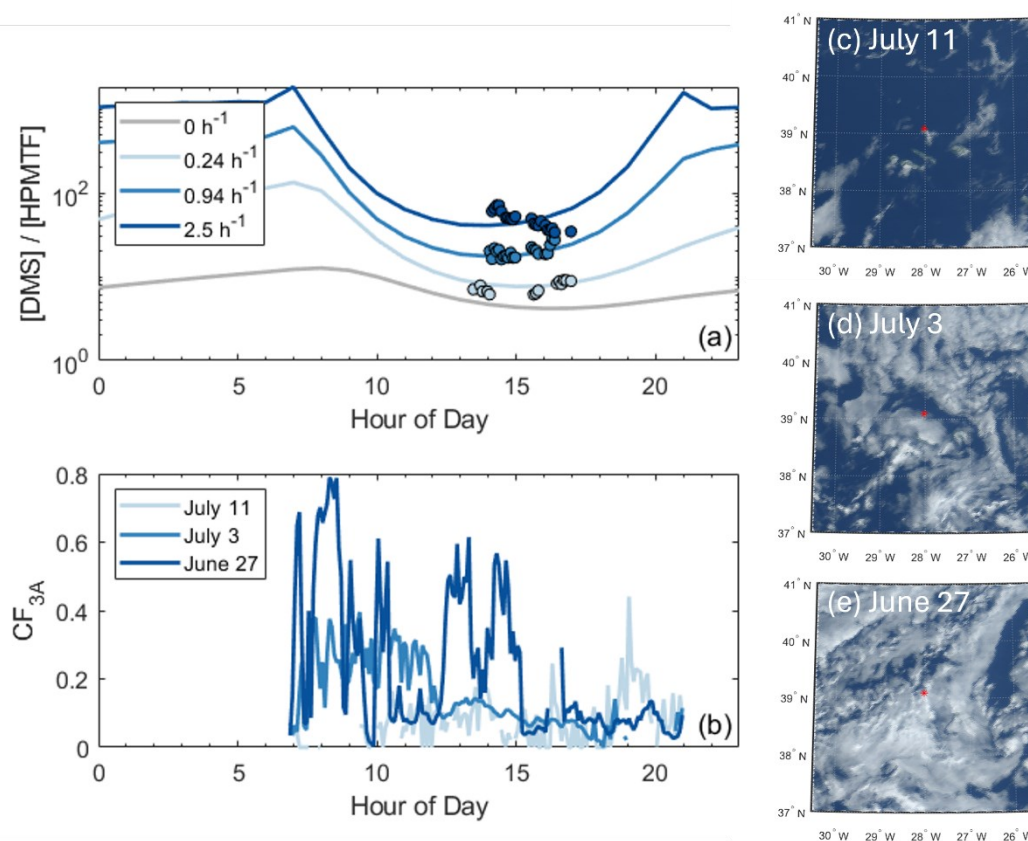 [DMS] / [HPMTF]
10²
10⁰
0 h⁻¹
0.24 h⁻¹
0.94 h⁻¹
2.5 h⁻¹
(a)
0 5 10 15 20
Hour of Day
CF₃A
0.8
0.6
0.4
0.2
0
July 11
July 3
June 27
(b)
0 5 10 15 20
Hour of Day
(c) July 11
41° N
40° N
39° N
38° N
37° N
30° W 29° W 28° W 27° W 26° W
(d) July 3
41° N
40° N
39° N
38° N
37° N
30° W 29° W 28° W 27° W 26° W
(e) June 27
41° N
40° N
39° N
38° N
37° N
30° W 29° W 28° W 27° W 26° W